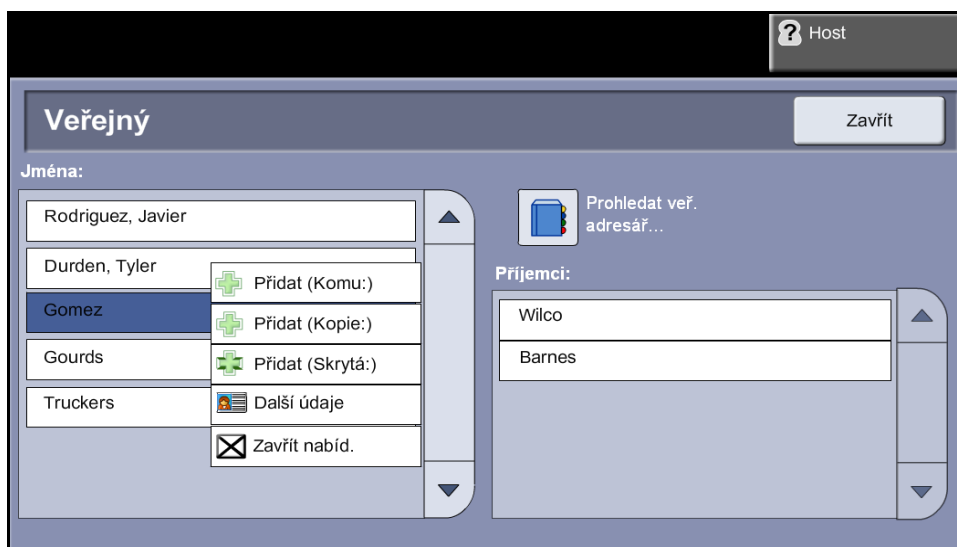 Host
Veřejný
Zavřít
Jména:
Rodriguez, Javier
Durden, Tyler
Gomez
Gourds
Truckers
Přidat (Komu:)
Přidat (Kopie:)
Přidat (Skrytá:)
Další údaje
Zavřít nabíd.
Prohledat veř.
adresář...
Příjemci:
Wilco
Barnes